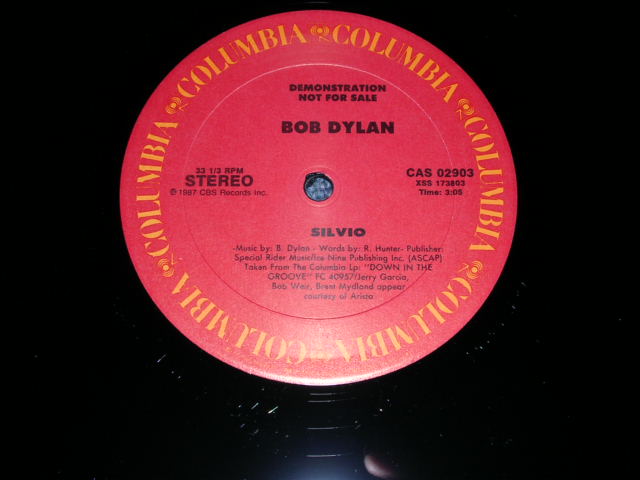 COLUMBIA COLUMBIA COLUMBIA COLUMBIA COLUMBIA COLUMBIA COLUMBIA
DEMONSTRATION
NOT FOR SALE
BOB DYLAN
33 1/3 RPM
STEREO
℗ 1987 CBS Records Inc.
CAS 02903
XSS 173803
Time: 3:05
SILVIO
-Music by: B. Dylan - Words by: R. Hunter- Publisher:
Special Rider Music/Ice Nine Publishing Inc. (ASCAP)
Taken From The Columbia Lp: "DOWN IN THE
GROOVE" FC 40957/Jerry Garcia,
Bob Weir, Brent Mydland appear
courtesy of Arista